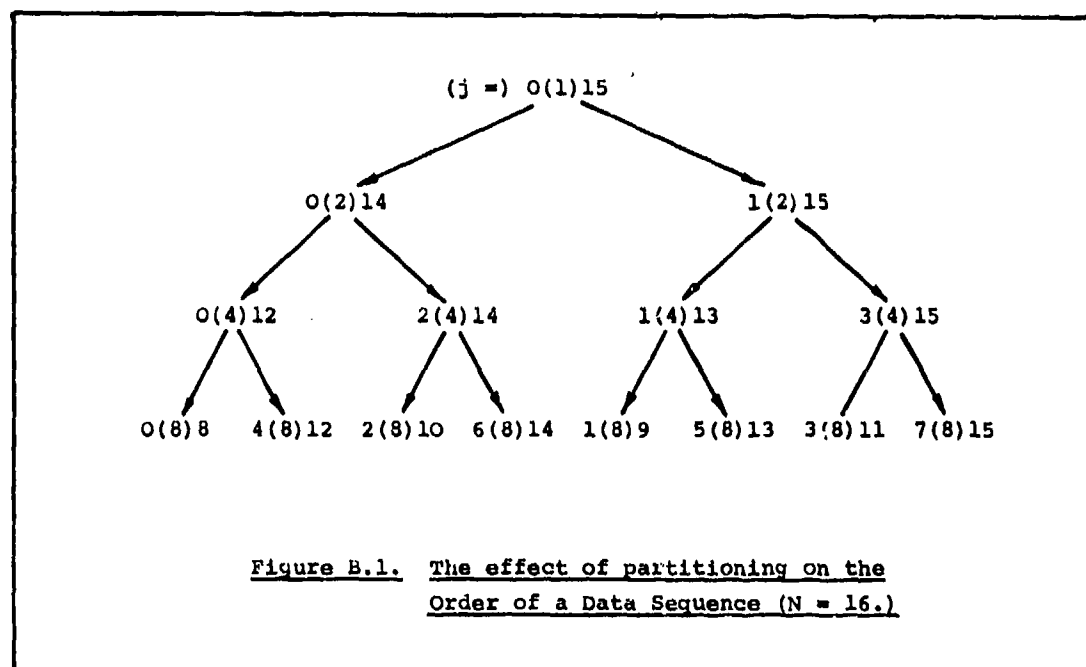 (j =) 0(1)15
0(2)14 1(2)15
0(4)12 2(4)14 1(4)13 3(4)15
0(8)8 4(8)12 2(8)10 6(8)14 1(8)9 5(8)13 3(8)11 7(8)15
Figure B.1. The effect of partitioning on the
Order of a Data Sequence (N = 16.)